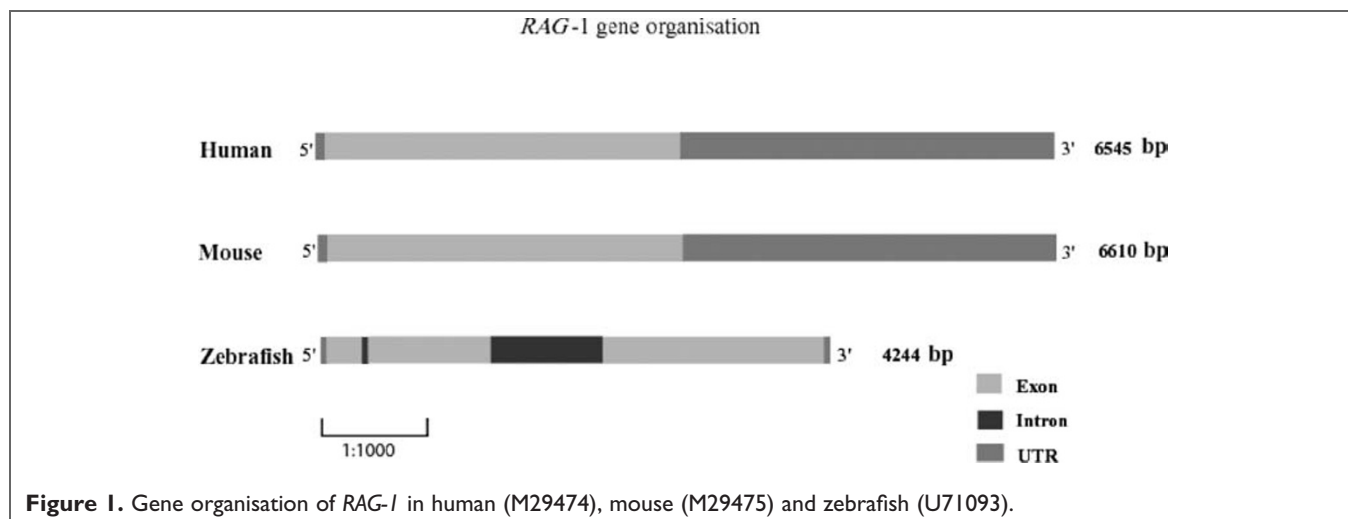 RAG-1 gene organisation
Human 5' 3' 6545 bp
Mouse 5' 3' 6610 bp
Zebrafish 5' 3' 4244 bp
Exon
1:1000
Intron
UTR
Figure 1. Gene organisation of RAG-1 in human (M29474), mouse (M29475) and zebrafish (U71093).